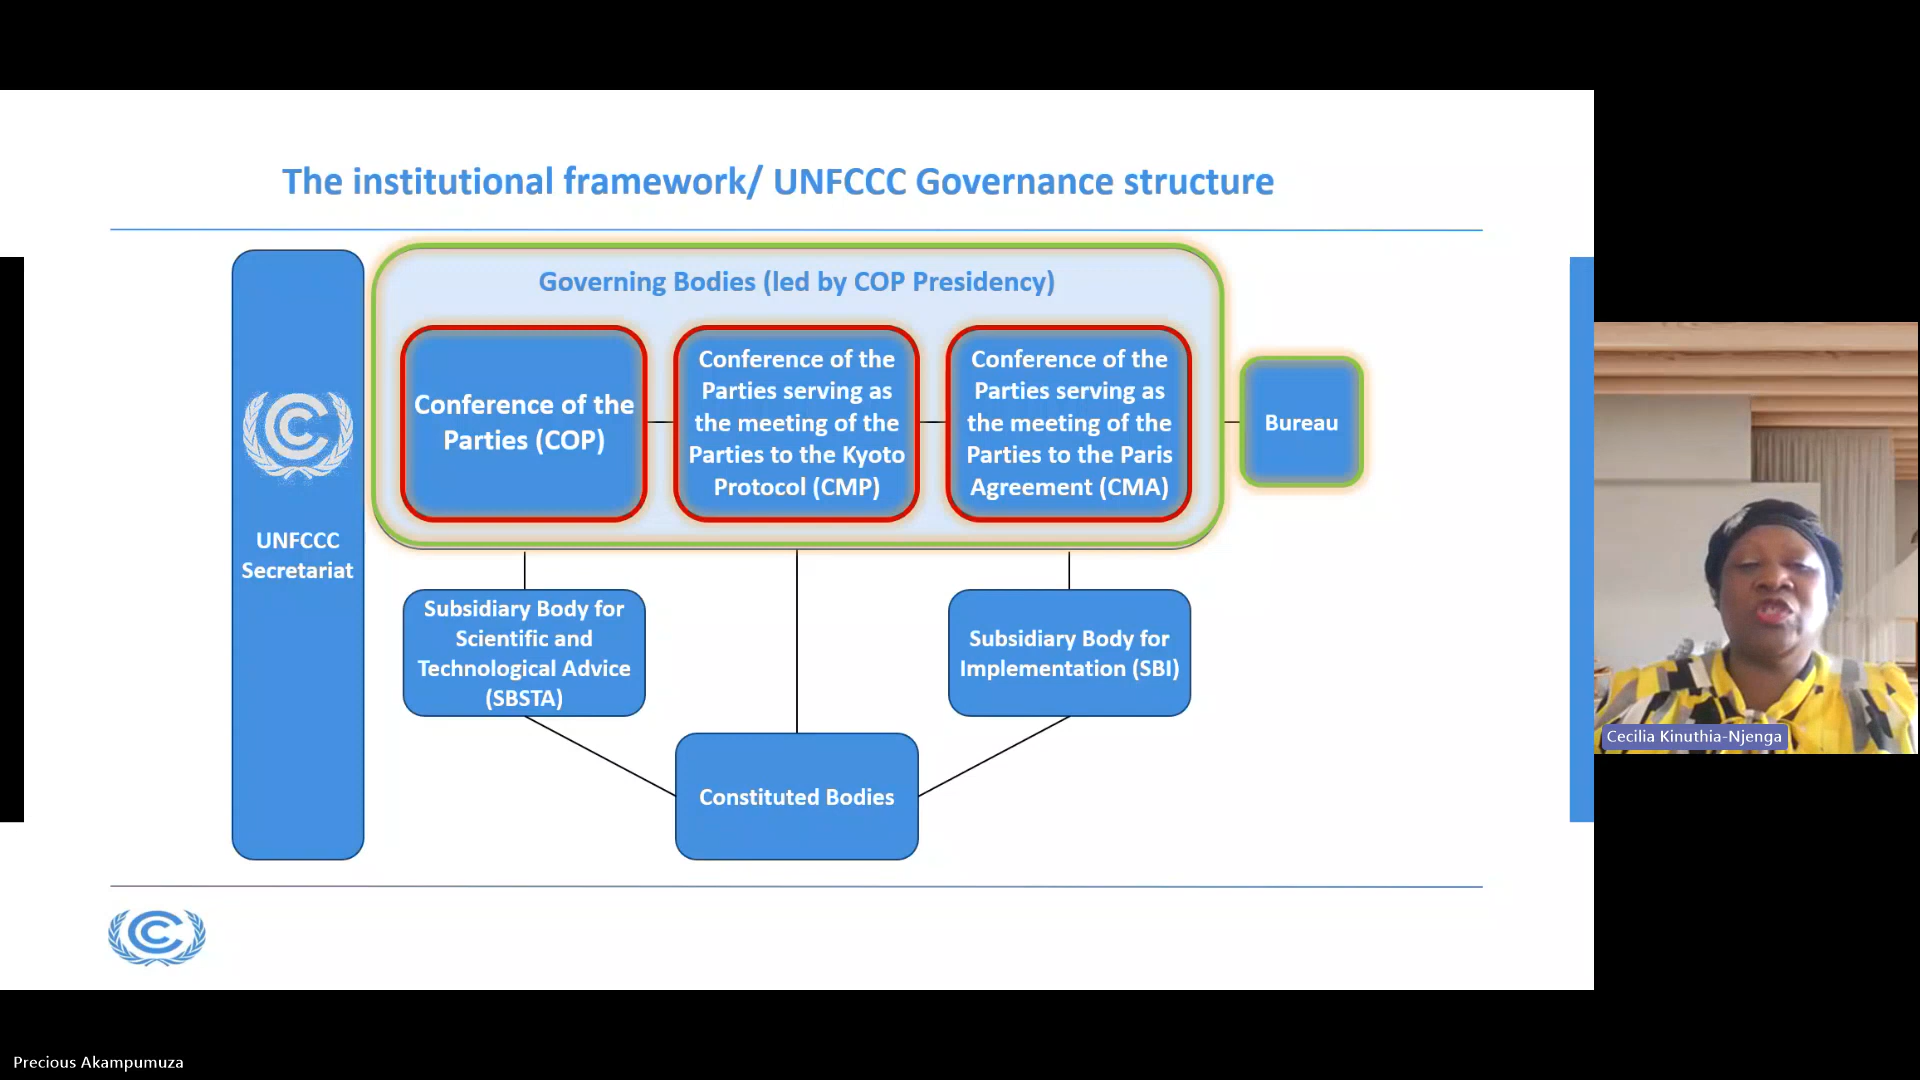 The institutional framework/ UNFCCC Governance structure
UNFCCC
Secretariat
Governing Bodies (led by COP Presidency)
Conference of the
Parties (COP)
Conference of the
Parties serving as
the meeting of the
Parties to the Kyoto
Protocol (CMP)
Conference of the
Parties serving as
the meeting of the
Parties to the Paris
Agreement (CMA)
Bureau
Subsidiary Body for
Scientific and
Technological Advice
(SBSTA)
Subsidiary Body for
Implementation (SBI)
Constituted Bodies
Cecilia Kinuthia-Njenga
Precious Akampumuza